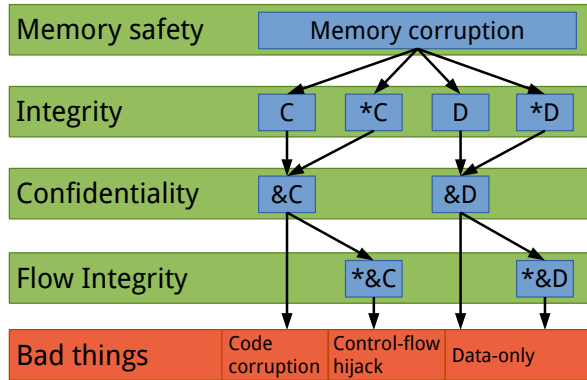 Memory safety
Memory corruption
Integrity
C
*C
D
*D
Confidentiality
&C
&D
Flow Integrity
*&C
*&D
Bad things
Code
corruption
Control-flow
hijack
Data-only